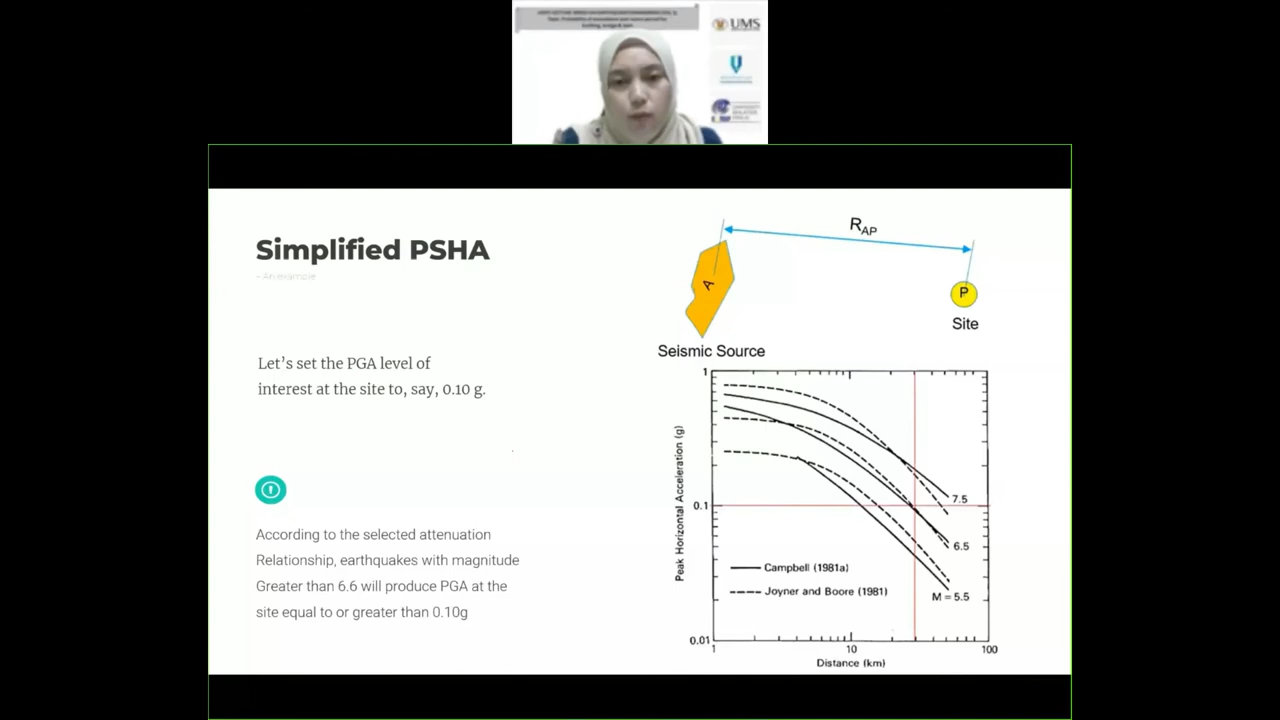 UMS
Simplified PSHA
- An example
Let's set the PGA level of
interest at the site to, say, 0.10 g.
According to the selected attenuation
Relationship, earthquakes with magnitude
Greater than 6.6 will produce PGA at the
site equal to or greater than 0.10g
R AP
A
P
Site
Seismic Source
Peak Horizontal Acceleration (g)
1
0.1
0.01
7.5
6.5
M = 5.5
Campbell (1981a)
Joyner and Boore (1981)
1
10
100
Distance (km)